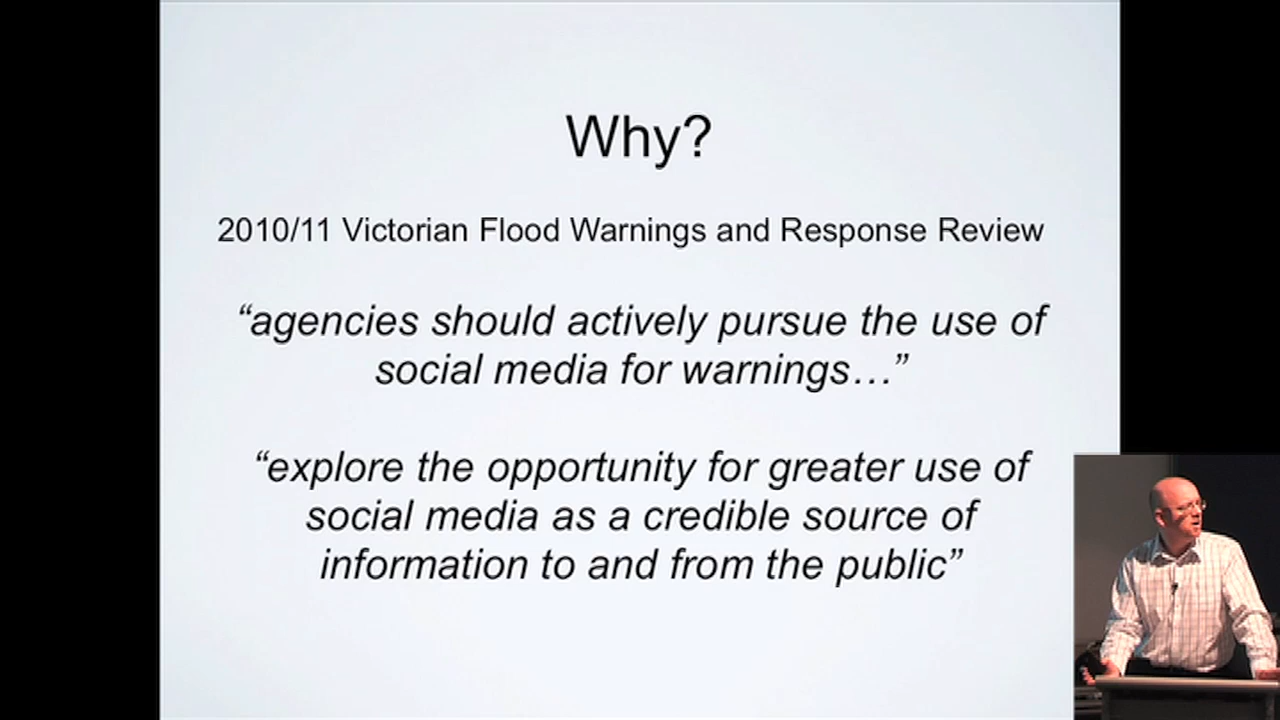 Why?
2010/11 Victorian Flood Warnings and Response Review
“agencies should actively pursue the use of
social media for warnings…”
“explore the opportunity for greater use of
social media as a credible source of
information to and from the public”